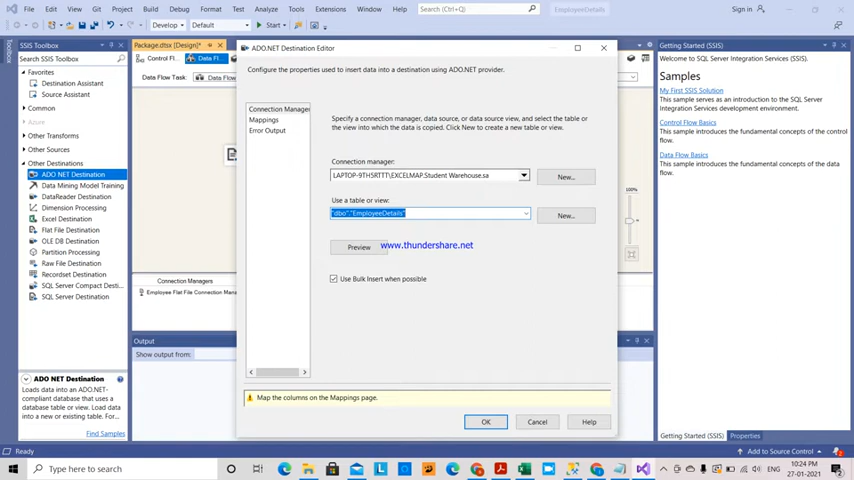 File Edit View Git Project Build Debug Format Analyze Tools Extensions Window Help Search (Ctrl+Q) EmployeeDetails Sign in
Develop Default Start
SSIS Toolbox
Search SSIS Toolbox
Favorites
Destination Assistant
Source Assistant
Common
Azure
Other Transforms
Other Sources
Other Destinations
ADO NET Destination
Data Mining Model Training
DataReader Destination
Dimension Processing
Excel Destination
Flat File Destination
OLE DB Destination
Partition Processing
Raw File Destination
Recordset Destination
SQL Server Compact Desti...
SQL Server Destination
ADO NET Destination
Loads data into an ADO.NET-
compliant database that uses a
database table or view. Load data
into a new or existing table.
Find Samples
Toolbox
Package.dtsx [Design]*
Control Fl... Data Fl...
Data Flow Task: Data Flow
Connection Managers
Employee Flat File Connection Mana
Output
Show output from:
ADO.NET Destination Editor
Configure the properties used to insert data into a destination using ADO.NET provider.
Connection Manager
Mappings
Error Output
Specify a connection manager, data source, or data source view, and select the table or
the view into which the data is copied. Click New to create a new table or view.
Connection manager:
LAPTOP-9TH5RTTT\EXCELMAP.Student Warehouse.sa New...
Use a table or view:
"dbo"."EmployeeDetails" New...
Preview www.thundershare.net
Use Bulk Insert when possible
Map the columns on the Mappings page.
OK Cancel Help
100%
Getting Started (SSIS)
Welcome to SQL Server Integration Services (SSIS).
Samples
My First SSIS Solution
This sample serves as an introduction to the SQL
Server Integration Services development environment.
Control Flow Basics
This sample introduces the fundamental concepts of the control
flow.
Data Flow Basics
This sample introduces the fundamental concepts of the data
flow.
Getting Started (SSIS) Properties
Ready Add to Source Control
Type here to search ENG 10:24 PM
27-01-2021